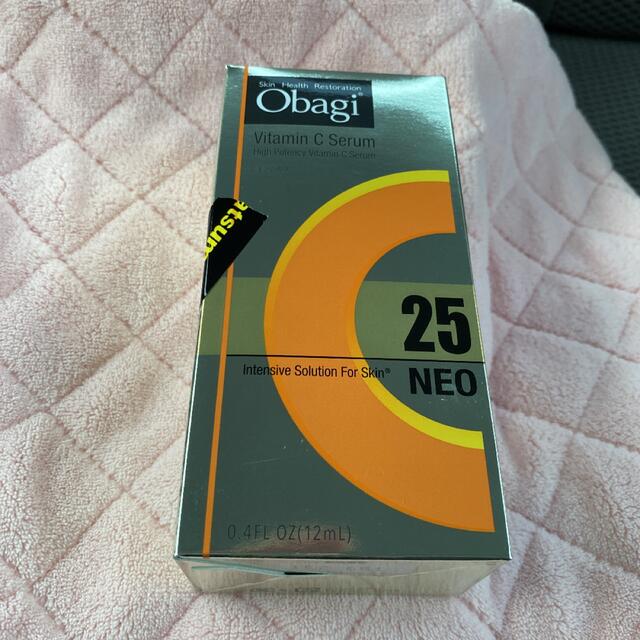 Skin Health Restoration
Obagi®
Vitamin C Serum
High Potency Vitamin C Serum
atsum
25
Intensive Solution For Skin®
NEO
0.4FL OZ(12mL)